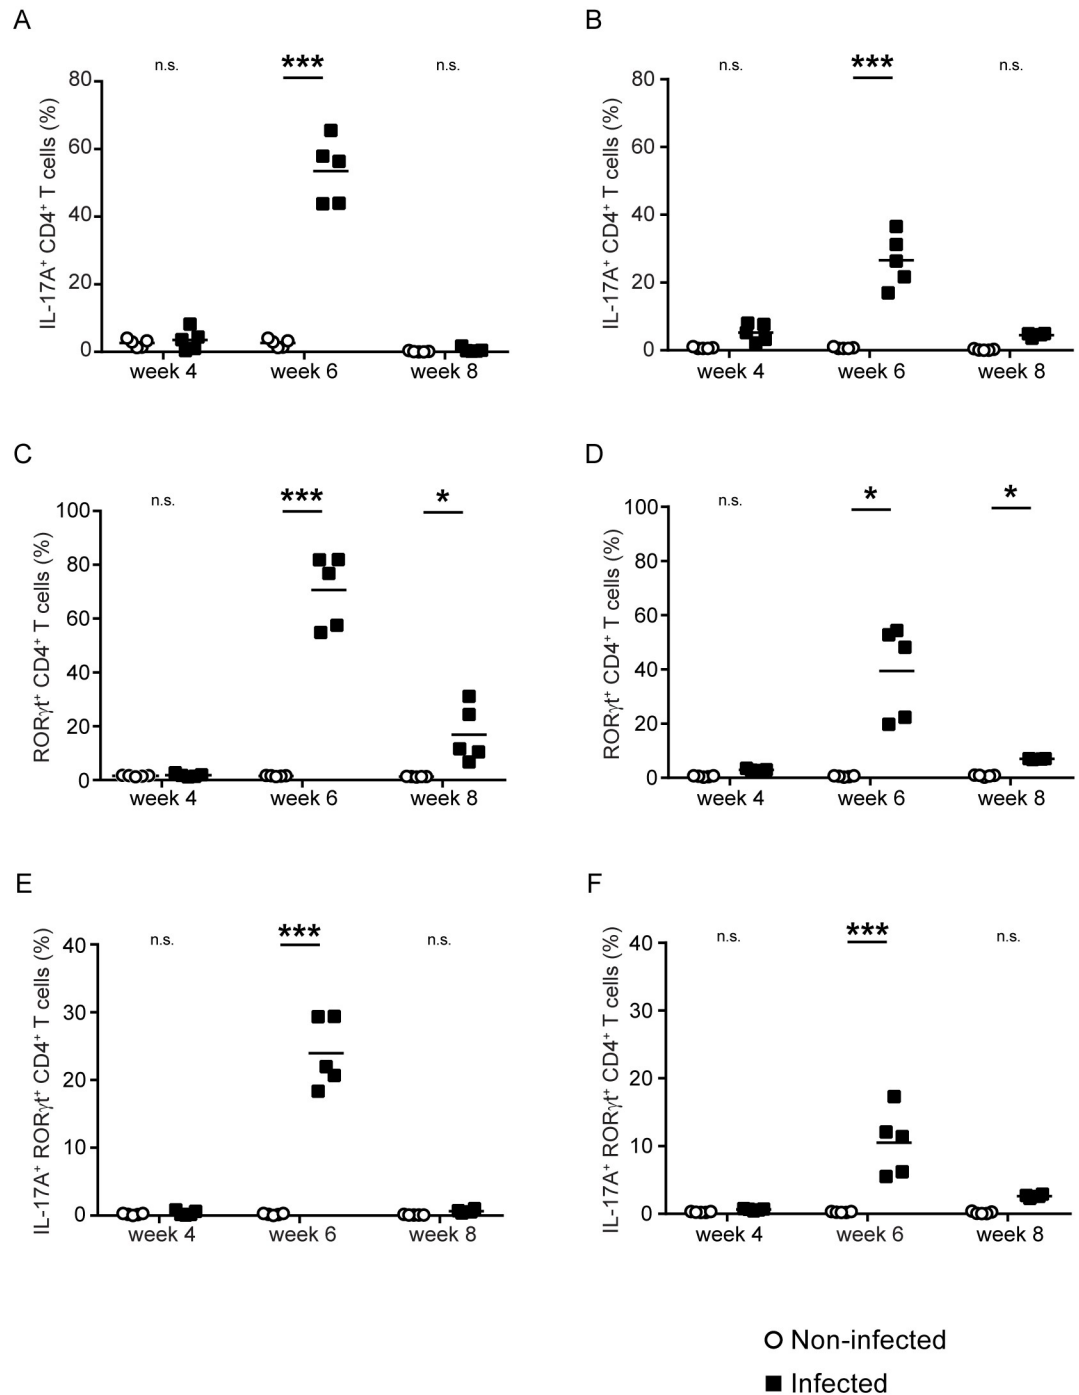 A
n.s.
***
n.s.
IL-17A⁺ CD4⁺ T cells (%)
80
60
40
20
0
week 4
week 6
week 8
B
n.s.
***
n.s.
IL-17A⁺ CD4⁺ T cells (%)
80
60
40
20
0
week 4
week 6
week 8
C
n.s.
***
*
RORγt⁺ CD4⁺ T cells (%)
100
80
60
40
20
0
week 4
week 6
week 8
D
n.s.
*
*
RORγt⁺ CD4⁺ T cells (%)
100
80
60
40
20
0
week 4
week 6
week 8
E
n.s.
***
n.s.
IL-17A⁺ RORγt⁺ CD4⁺ T cells (%)
40
30
20
10
0
week 4
week 6
week 8
F
n.s.
***
n.s.
IL-17A⁺ RORγt⁺ CD4⁺ T cells (%)
40
30
20
10
0
week 4
week 6
week 8
Non-infected
Infected